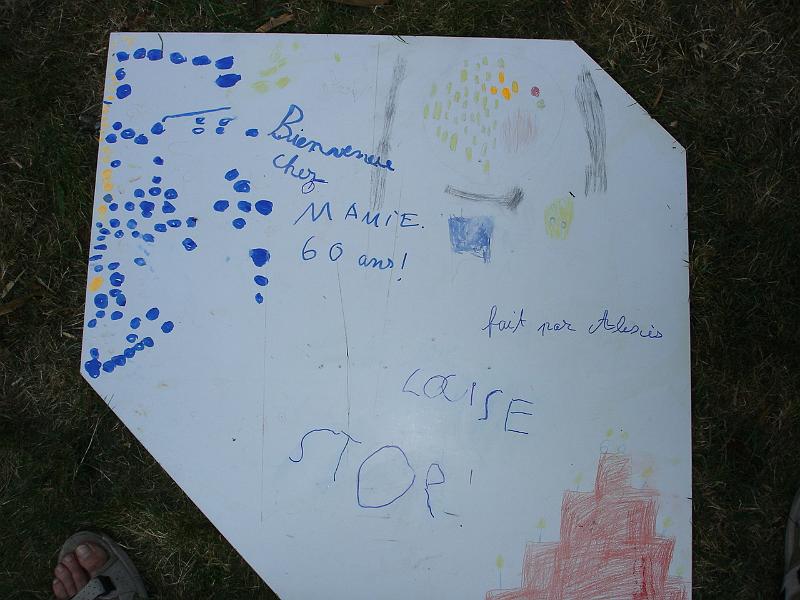 Bienvenue
chez
MAMIE.
60 ans!
fait par Alexis
LOUISE
STOP!